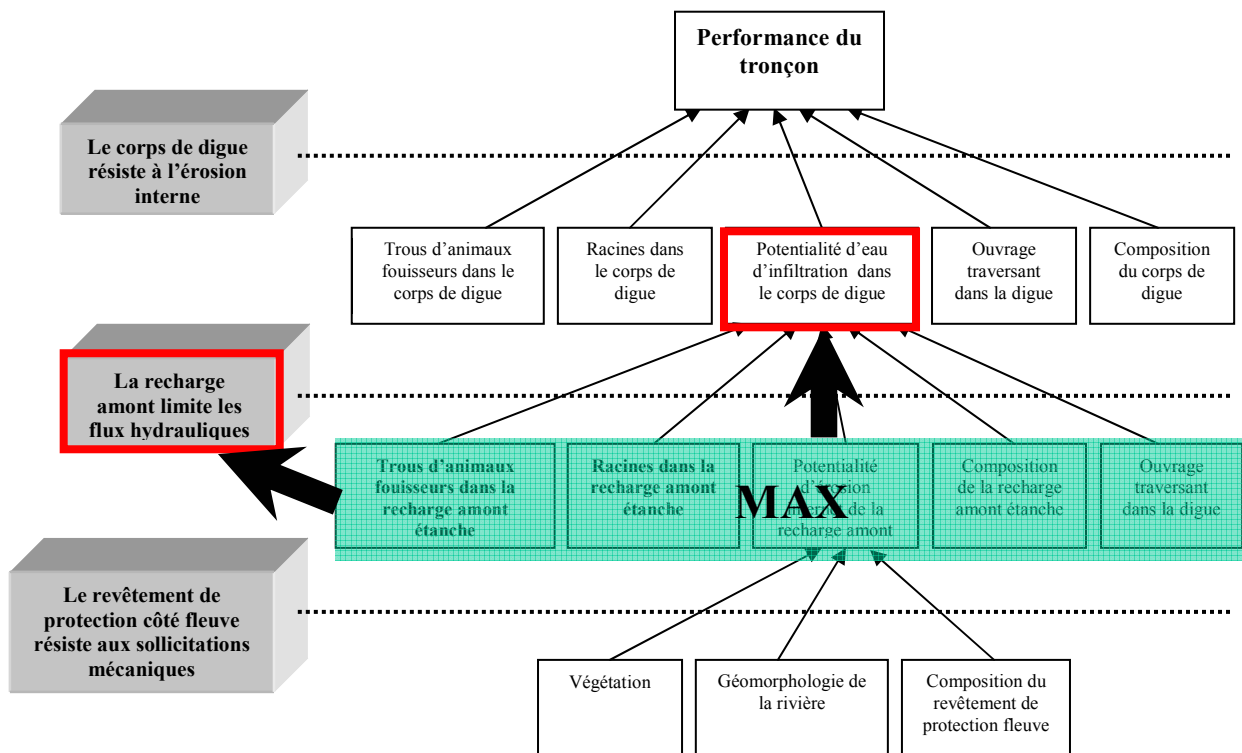 Performance du
tronçon
Le corps de digue
résiste à l’érosion
interne
Trous d’animaux
fouisseurs dans le
corps de digue
Racines dans
le corps de
digue
Potentialité d’eau
d’infiltration dans
le corps de digue
Ouvrage
traversant
dans la digue
Composition
du corps de
digue
La recharge
amont limite les
flux hydrauliques
Trous d’animaux
fouisseurs dans la
recharge amont
étanche
Racines dans la
recharge amont
étanche
Potentialité
d’érosion
de la
recharge amont
MAX
Composition
de la recharge
amont étanche
Ouvrage
traversant
dans la digue
Le revêtement de
protection côté fleuve
résiste aux sollicitations
mécaniques
Végétation
Géomorphologie de
la rivière
Composition du
revêtement de
protection fleuve